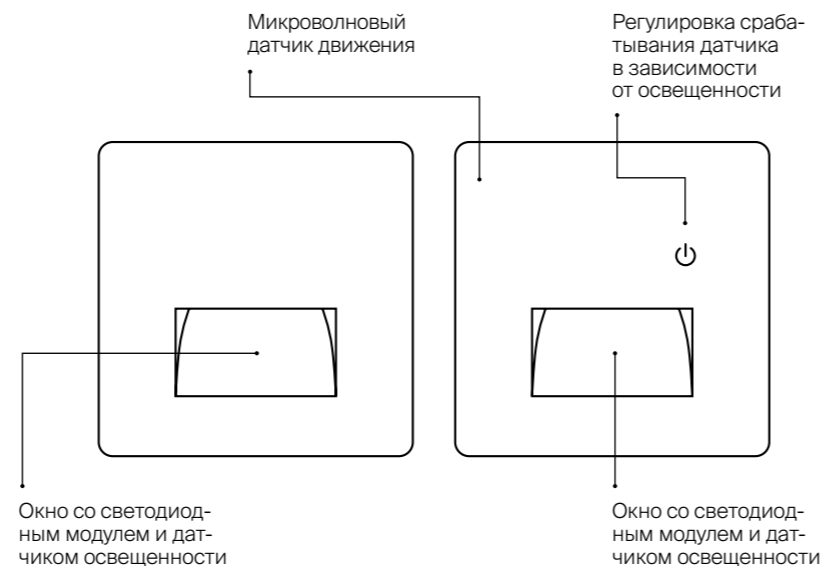 Микроволновый
датчик движения
Регулировка сраба-
тывания датчика
в зависимости
от освещенности
Окно со светодиод-
ным модулем и дат-
чиком освещенности
Окно со светодиод-
ным модулем и дат-
чиком освещенности